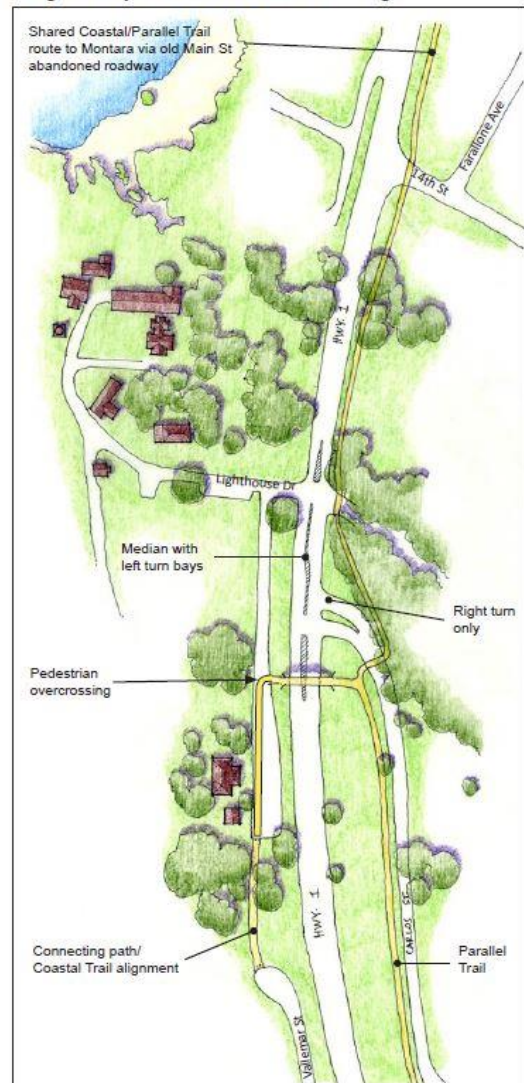 Shared Coastal/Parallel Trail
route to Montara via old Main St
abandoned roadway
Farallone Ave
14th St
HWY. 1
Lighthouse Dr
Median with
left turn bays
Right turn
only
Pedestrian
overcrossing
HWY. 1
CARLOS ST.
Connecting path/
Coastal Trail alignment
Parallel
Trail
Vallemar St